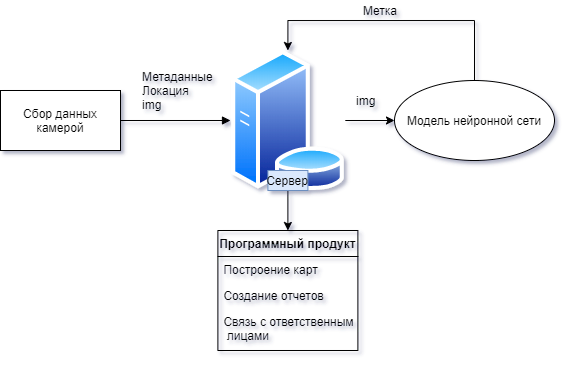 Метка
Метаданные
Локация
img
img
Сбор данных
камерой
Модель нейронной сети
Сервер
Программный продукт
Построение карт
Создание отчетов
Связь с ответственным
лицами